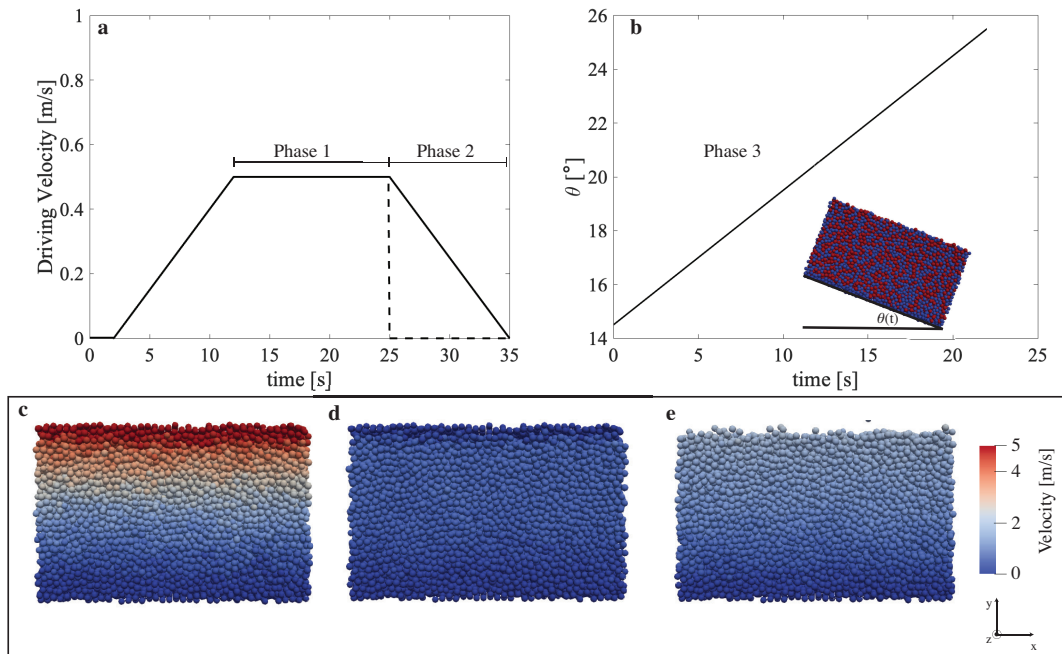 a
Driving Velocity [m/s]
1
0.8
0.6
0.4
0.2
0
Phase 1
Phase 2
0 5 10 15 20 25 30 35
time [s]
b
θ [°]
26
24
22
20
18
16
14
Phase 3
θ(t)
0 5 10 15 20 25
time [s]
c
d
e
5
4
2
0
Velocity [m/s]
y
z
x